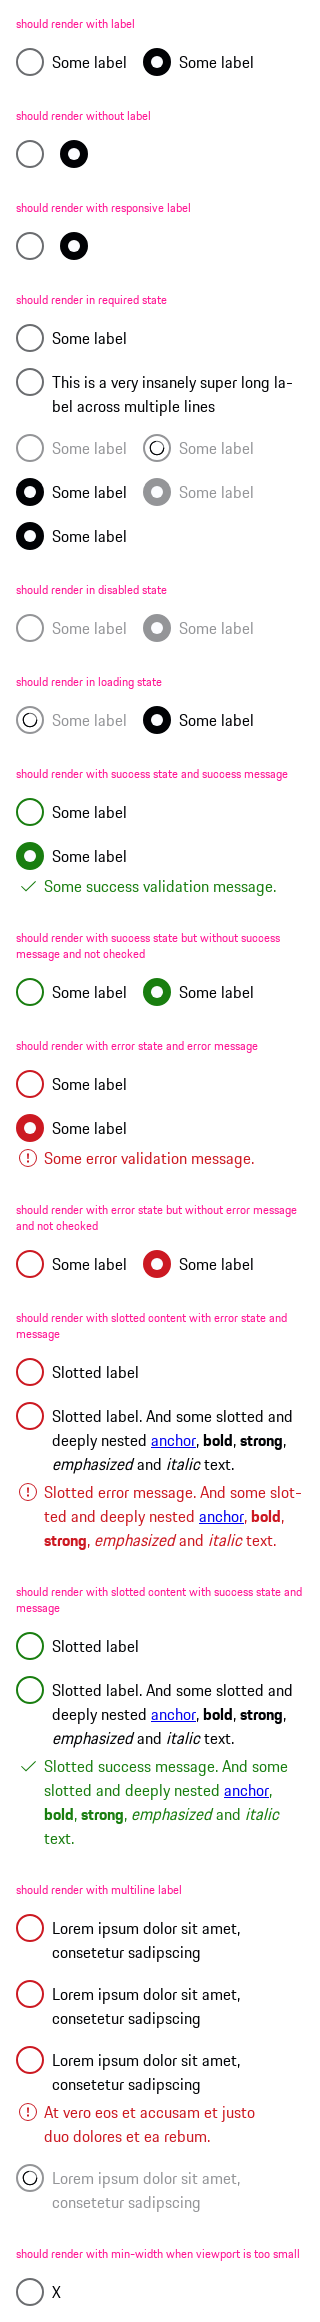 should render with label
Some label Some label
should render without label
should render with responsive label
should render in required state
Some label
This is a very insanely super long la-
bel across multiple lines
Some label Some label
Some label Some label
Some label
should render in disabled state
Some label Some label
should render in loading state
Some label Some label
should render with success state and success message
Some label
Some label
Some success validation message.
should render with success state but without success
message and not checked
Some label Some label
should render with error state and error message
Some label
Some label
Some error validation message.
should render with error state but without error message
and not checked
Some label Some label
should render with slotted content with error state and
message
Slotted label
Slotted label. And some slotted and
deeply nested anchor, bold, strong,
emphasized and italic text.
Slotted error message. And some slot-
ted and deeply nested anchor, bold,
strong, emphasized and italic text.
should render with slotted content with success state and
message
Slotted label
Slotted label. And some slotted and
deeply nested anchor, bold, strong,
emphasized and italic text.
Slotted success message. And some
slotted and deeply nested anchor,
bold, strong, emphasized and italic
text.
should render with multiline label
Lorem ipsum dolor sit amet,
consetetur sadipscing
Lorem ipsum dolor sit amet,
consetetur sadipscing
Lorem ipsum dolor sit amet,
consetetur sadipscing
At vero eos et accusam et justo
duo dolores et ea rebum.
Lorem ipsum dolor sit amet,
consetetur sadipscing
should render with min-width when viewport is too small
X